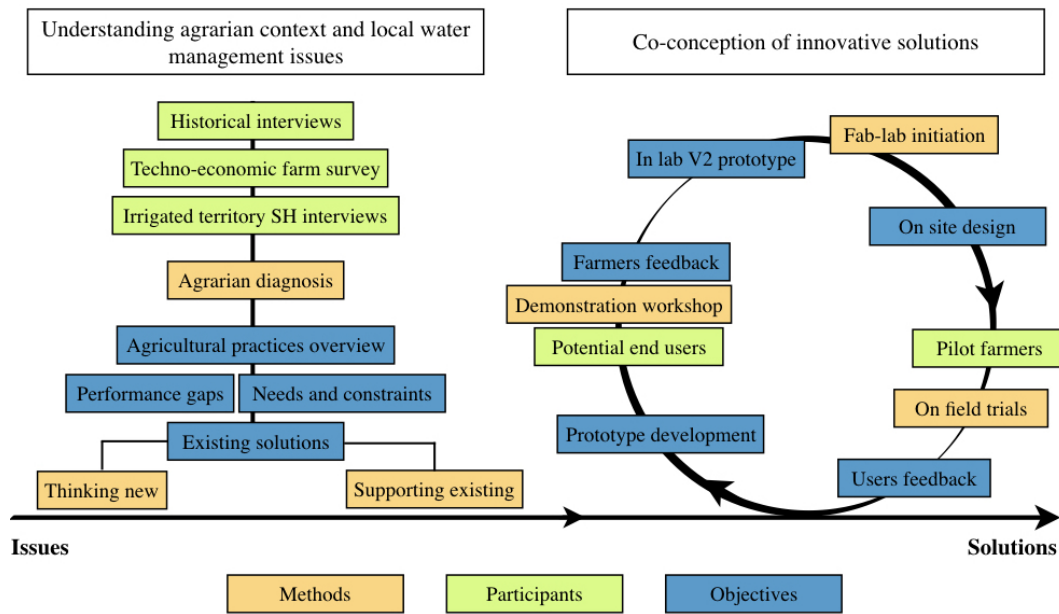 Understanding agrarian context and local water
management issues
Historical interviews
Techno-economic farm survey
Irrigated territory SH interviews
Agrarian diagnosis
Agricultural practices overview
Performance gaps
Needs and constraints
Existing solutions
Thinking new
Supporting existing
Co-conception of innovative solutions
Fab-lab initiation
In lab V2 prototype
On site design
Farmers feedback
Demonstration workshop
Potential end users
Pilot farmers
On field trials
Prototype development
Users feedback
Issues
Solutions
Methods
Participants
Objectives